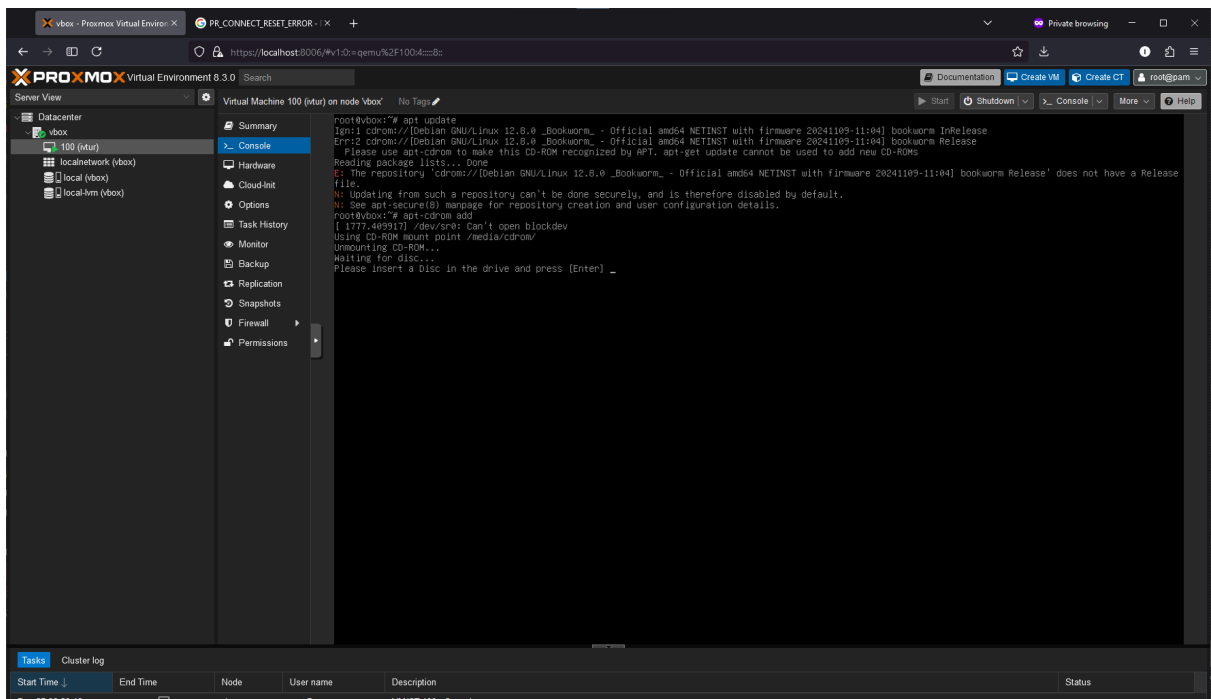 vbox - Proxmox Virtual Environ
PR_CONNECT_RESET_ERROR -
Private browsing
https://localhost:8006/#v1:0:=qemu%2F100:4:::::8::
PROXMOX Virtual Environment 8.3.0 Search
Documentation Create VM Create CT root@pam
Server View
Virtual Machine 100 (ivtur) on node 'vbox' No Tags
Start Shutdown Console More Help
Datacenter
vbox
100 (ivtur)
localnetwork (vbox)
local (vbox)
local-lvm (vbox)
Summary
Console
Hardware
Cloud-Init
Options
Task History
Monitor
Backup
Replication
Snapshots
Firewall
Permissions
root@vbox:~# apt update
Ign:1 cdrom://[Debian GNU/Linux 12.8.0 _Bookworm_ - Official amd64 NETINST with firmware 20241109-11:04] bookworm InRelease
Err:2 cdrom://[Debian GNU/Linux 12.8.0 _Bookworm_ - Official amd64 NETINST with firmware 20241109-11:04] bookworm Release
Please use apt-cdrom to make this CD-ROM recognized by APT. apt-get update cannot be used to add new CD-ROMs
Reading package lists... Done
E: The repository 'cdrom://[Debian GNU/Linux 12.8.0 _Bookworm_ - Official amd64 NETINST with firmware 20241109-11:04] bookworm Release' does not have a Release
file.
N: Updating from such a repository can't be done securely, and is therefore disabled by default.
N: See apt-secure(8) manpage for repository creation and user configuration details.
root@vbox:~# apt-cdrom add
[ 1777.409917] /dev/sr0: Can't open blockdev
Using CD-ROM mount point /media/cdrom/
Unmounting CD-ROM...
Waiting for disc...
Please insert a Disc in the drive and press [Enter] _
Tasks Cluster log
Start Time End Time Node User name Description Status